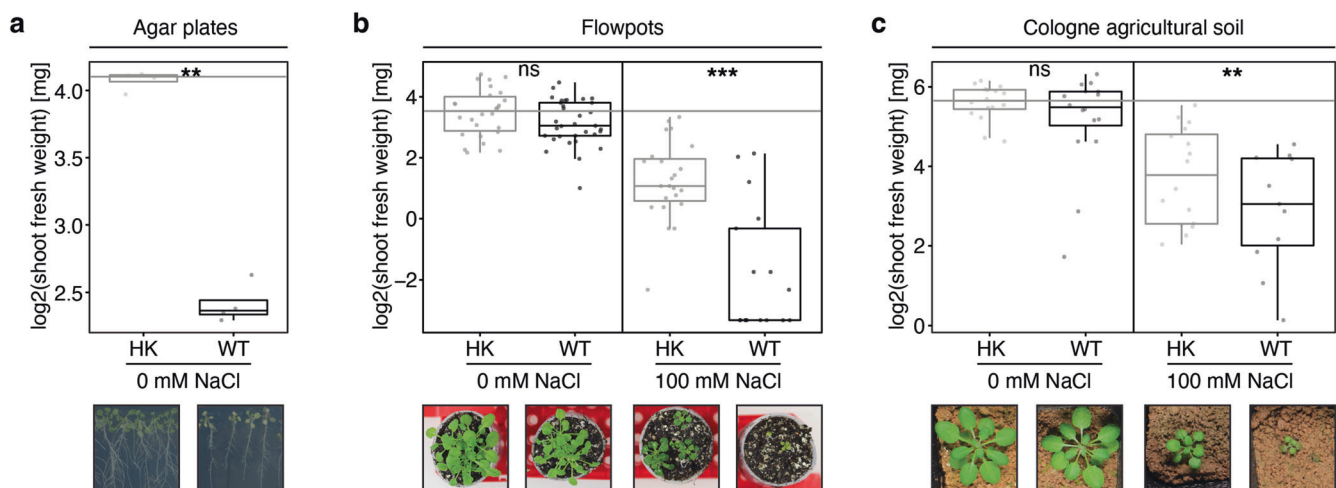 a
Agar plates
log2(shoot fresh weight) [mg]
4.0
3.5
3.0
2.5
**
HK WT
0 mM NaCl
b
Flowpots
log2(shoot fresh weight) [mg]
4
2
0
−2
ns
***
HK WT HK WT
0 mM NaCl 100 mM NaCl
c
Cologne agricultural soil
log2(shoot fresh weight) [mg]
6
4
2
0
ns
**
HK WT HK WT
0 mM NaCl 100 mM NaCl